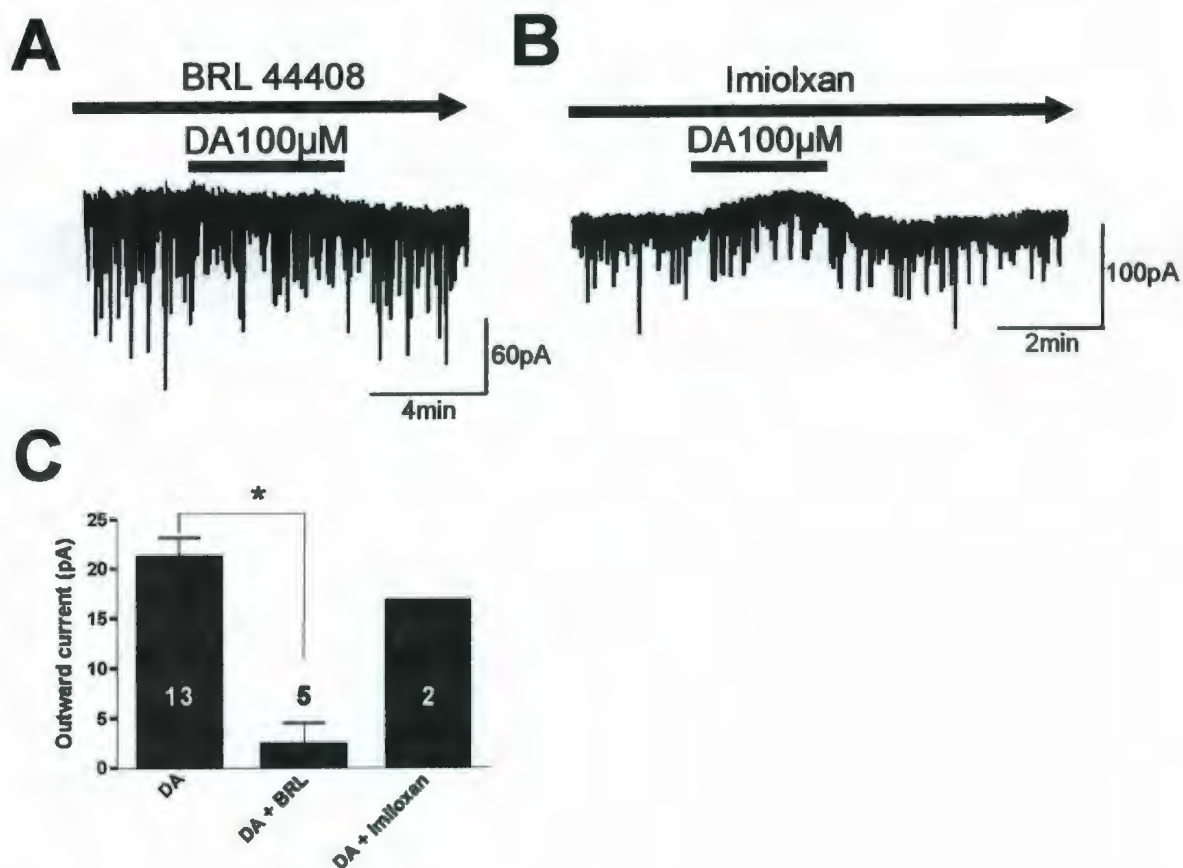 A
BRL 44408
DA100µM
60pA
4min
B
Imiolxan
DA100µM
100pA
2min
C
*
Outward current (pA)
25
20
15
10
5
0
13
5
2
DA
DA + BRL
DA + Imiloxan